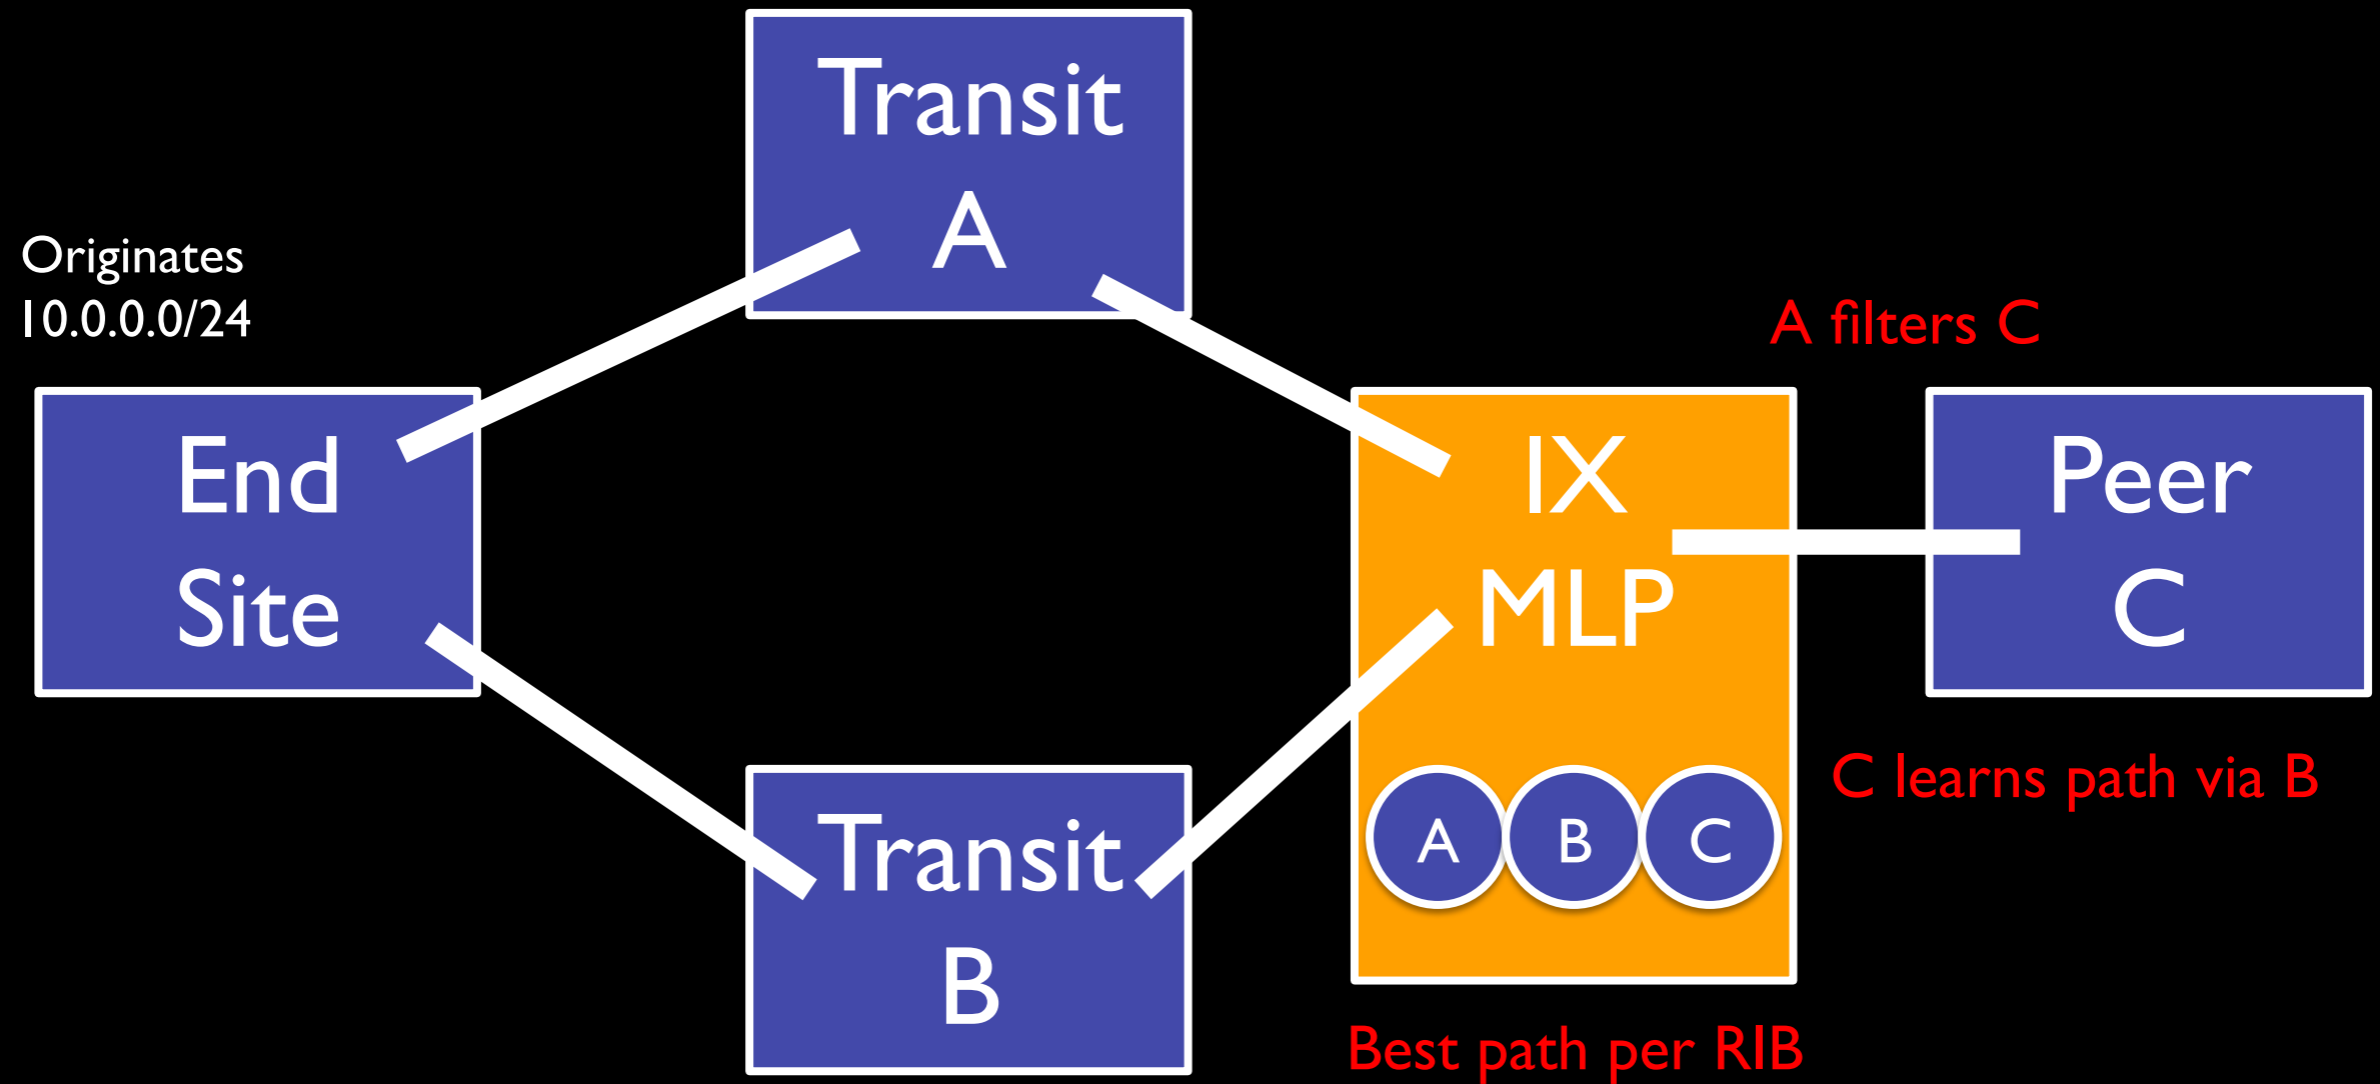 Transit
A
Originates
10.0.0.0/24
A filters C
End
Site
IX
MLP
Peer
C
C learns path via B
Transit
B
A
B
C
Best path per RIB